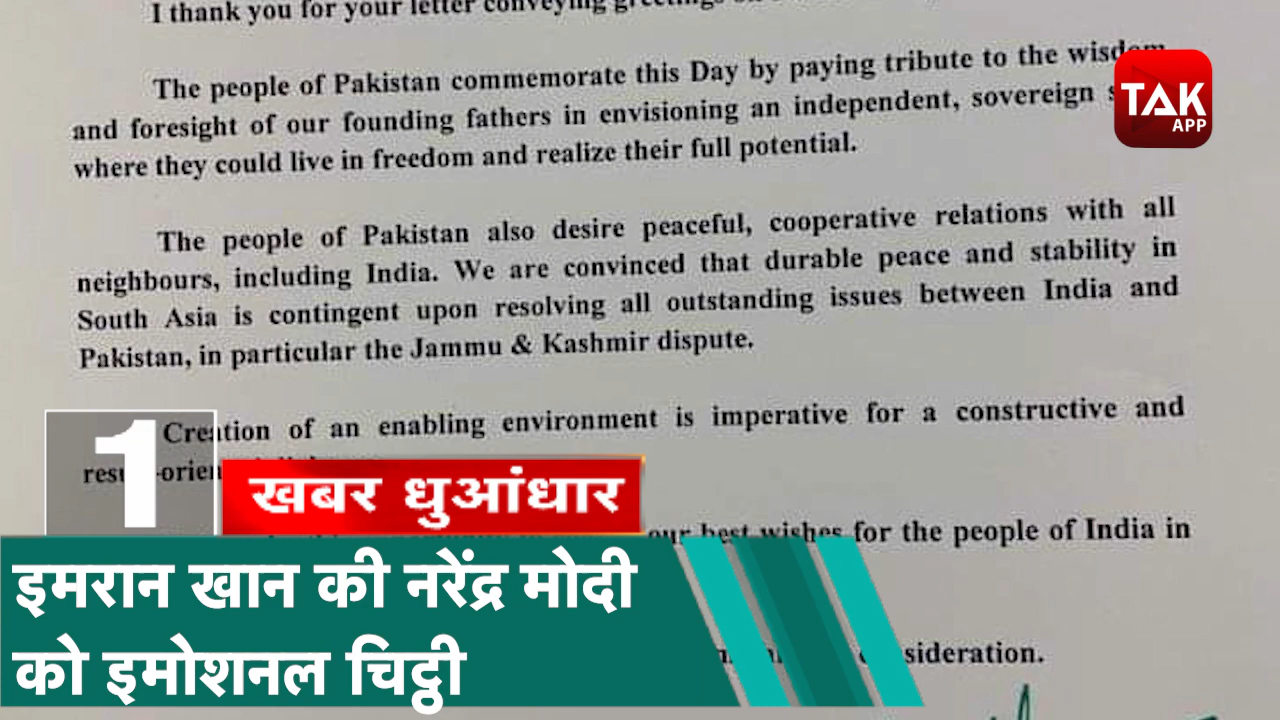 I thank you for your letter conveying greetings on
The people of Pakistan commemorate this Day by paying tribute to the wisdom
and foresight of our founding fathers in envisioning an independent, sovereign
where they could live in freedom and realize their full potential.
The people of Pakistan also desire peaceful, cooperative relations with all
neighbours, including India. We are convinced that durable peace and stability in
South Asia is contingent upon resolving all outstanding issues between India and
Pakistan, in particular the Jammu & Kashmir dispute.
Creation of an enabling environment is imperative for a constructive and
our best wishes for the people of India in
TAK
APP
1
खबर धुआंधार
इमरान खान की नरेंद्र मोदी
को इमोशनल चिट्ठी